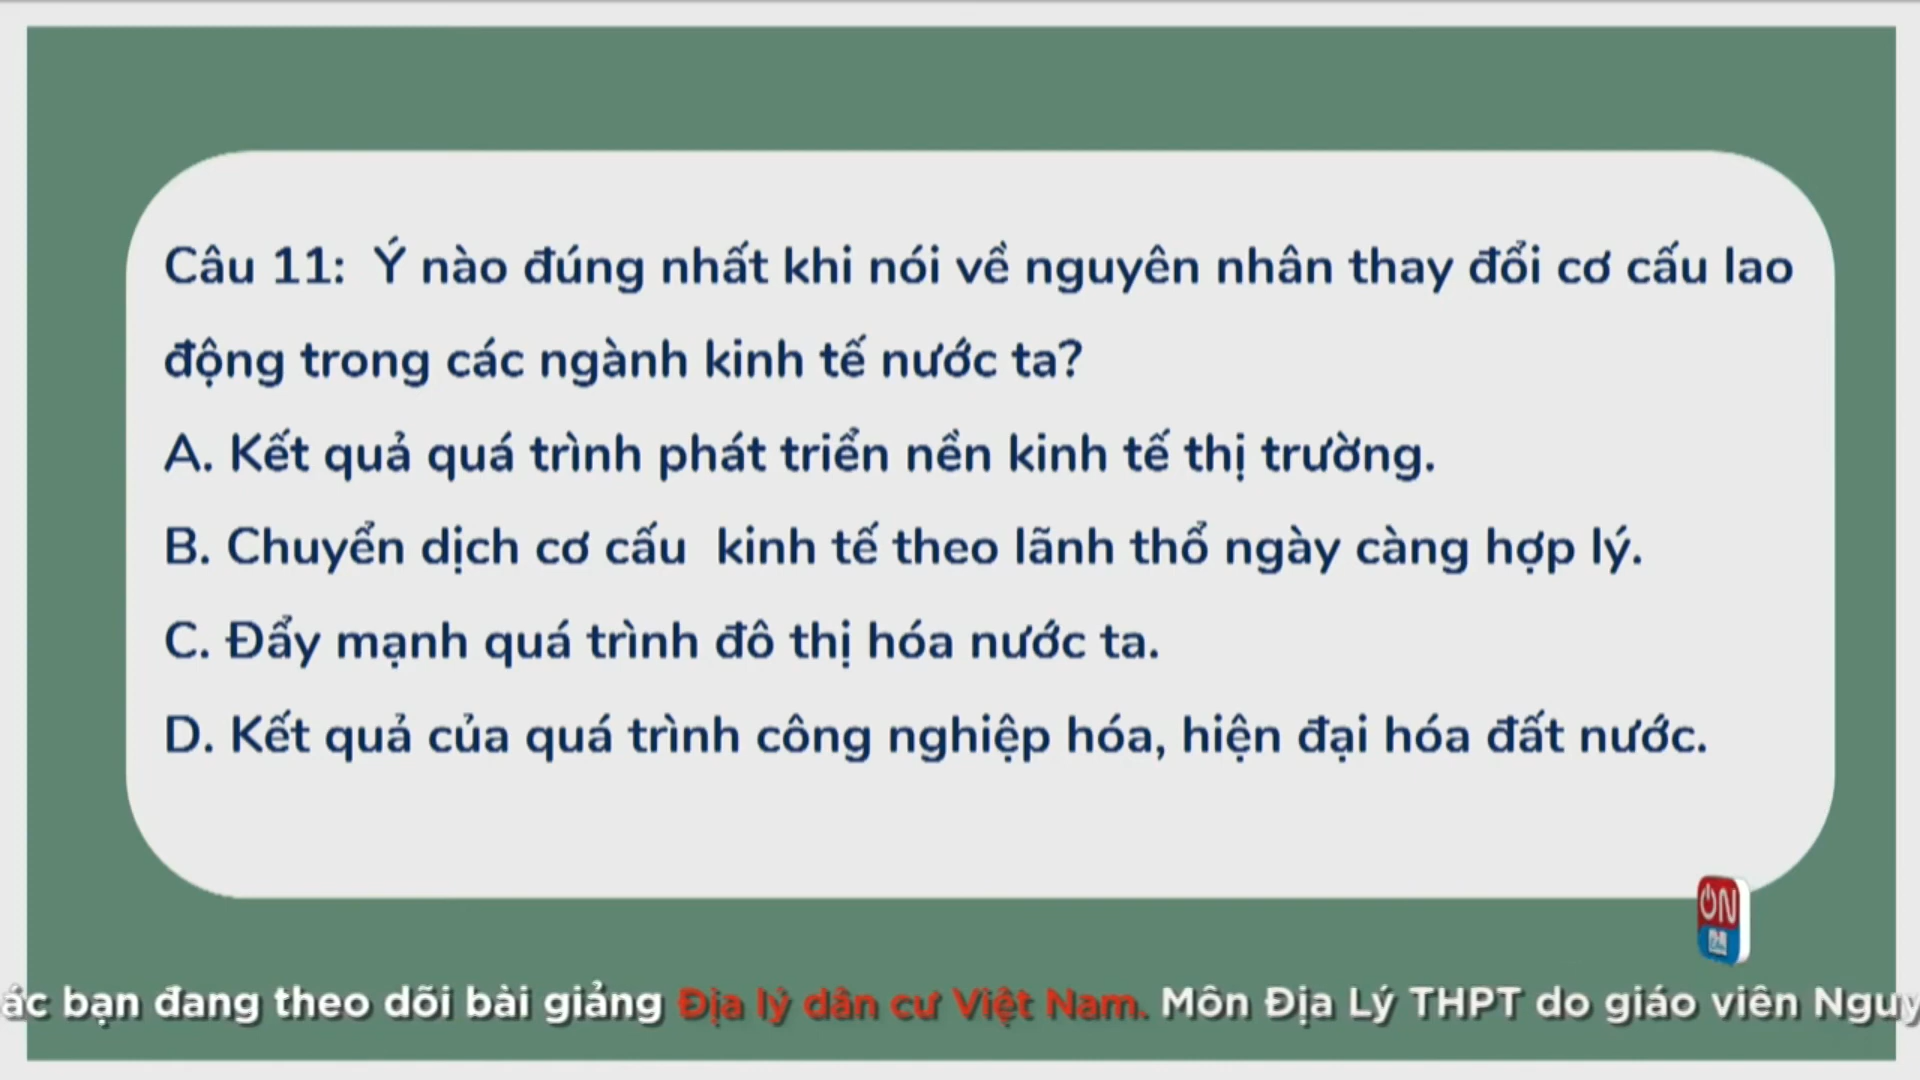 Câu 11: Ý nào đúng nhất khi nói về nguyên nhân thay đổi cơ cấu lao
động trong các ngành kinh tế nước ta?
A. Kết quả quá trình phát triển nền kinh tế thị trường.
B. Chuyển dịch cơ cấu kinh tế theo lãnh thổ ngày càng hợp lý.
C. Đẩy mạnh quá trình đô thị hóa nước ta.
D. Kết quả của quá trình công nghiệp hóa, hiện đại hóa đất nước.
ON
ác bạn đang theo dõi bài giảng Địa lý dân cư Việt Nam. Môn Địa Lý THPT do giáo viên Nguy